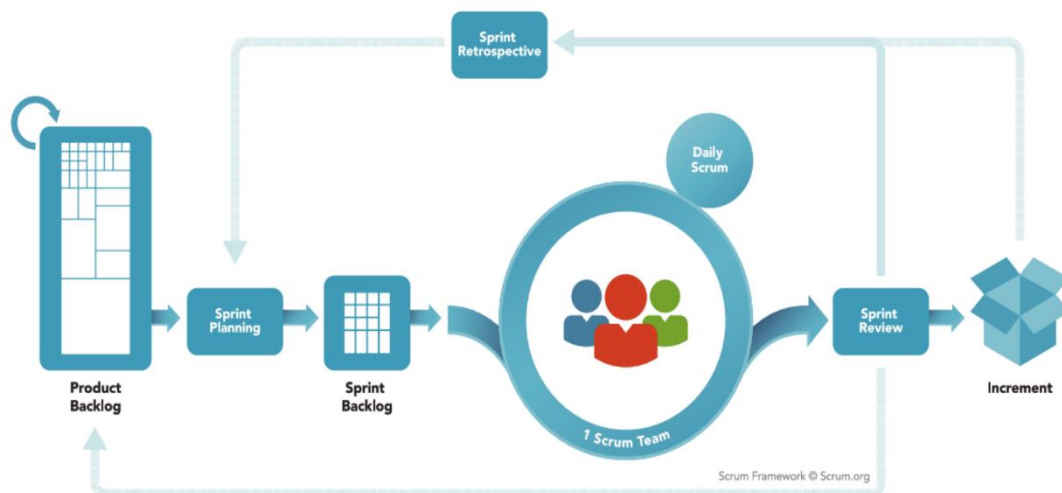 Sprint
Retrospective
Daily
Scrum
Sprint
Planning
Sprint
Review
Product
Backlog
Sprint
Backlog
Increment
1 Scrum Team
Scrum Framework © Scrum.org